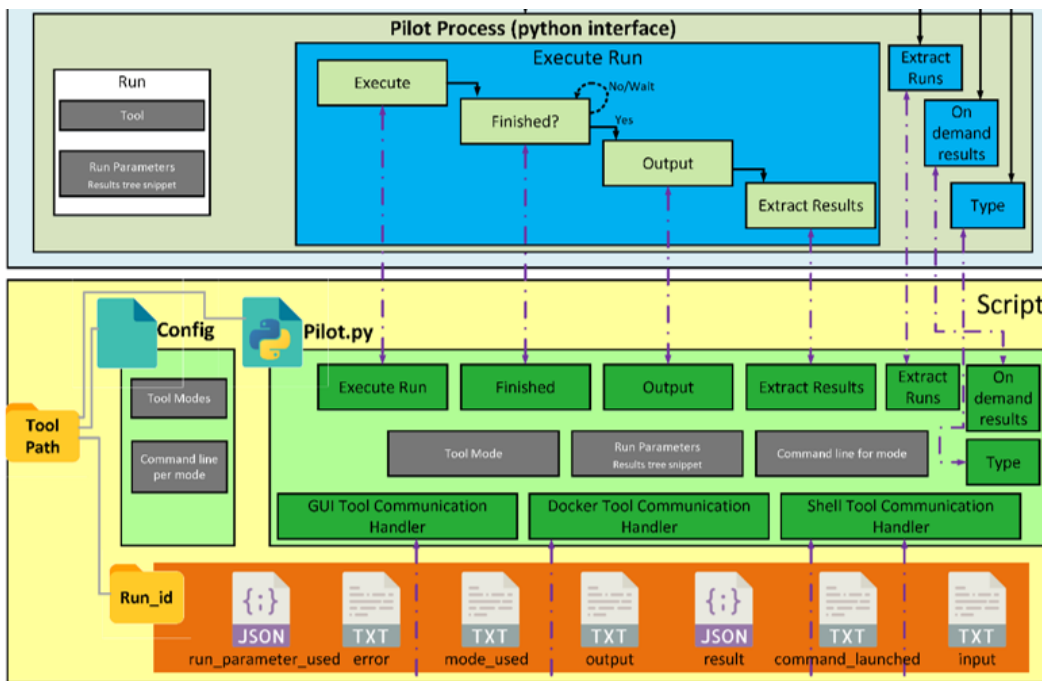 Pilot Process (python interface)
Run
Tool
Run Parameters
Results tree snippet
Execute Run
Execute
No/Wait
Finished?
Yes
Output
Extract Results
Extract
Runs
On
demand
results
Type
Script
Config
Pilot.py
Tool
Path
Tool Modes
Command line
per mode
Execute Run
Finished
Output
Extract Results
Extract
Runs
On
demand
results
Tool Mode
Run Parameters
Results tree snippet
Command line for mode
Type
GUI Tool Communication
Handler
Docker Tool Communication
Handler
Shell Tool Communication
Handler
Run_id
{;}
JSON
run_parameter_used
TXT
error
TXT
mode_used
TXT
output
{;}
JSON
result
TXT
command_launched
TXT
input